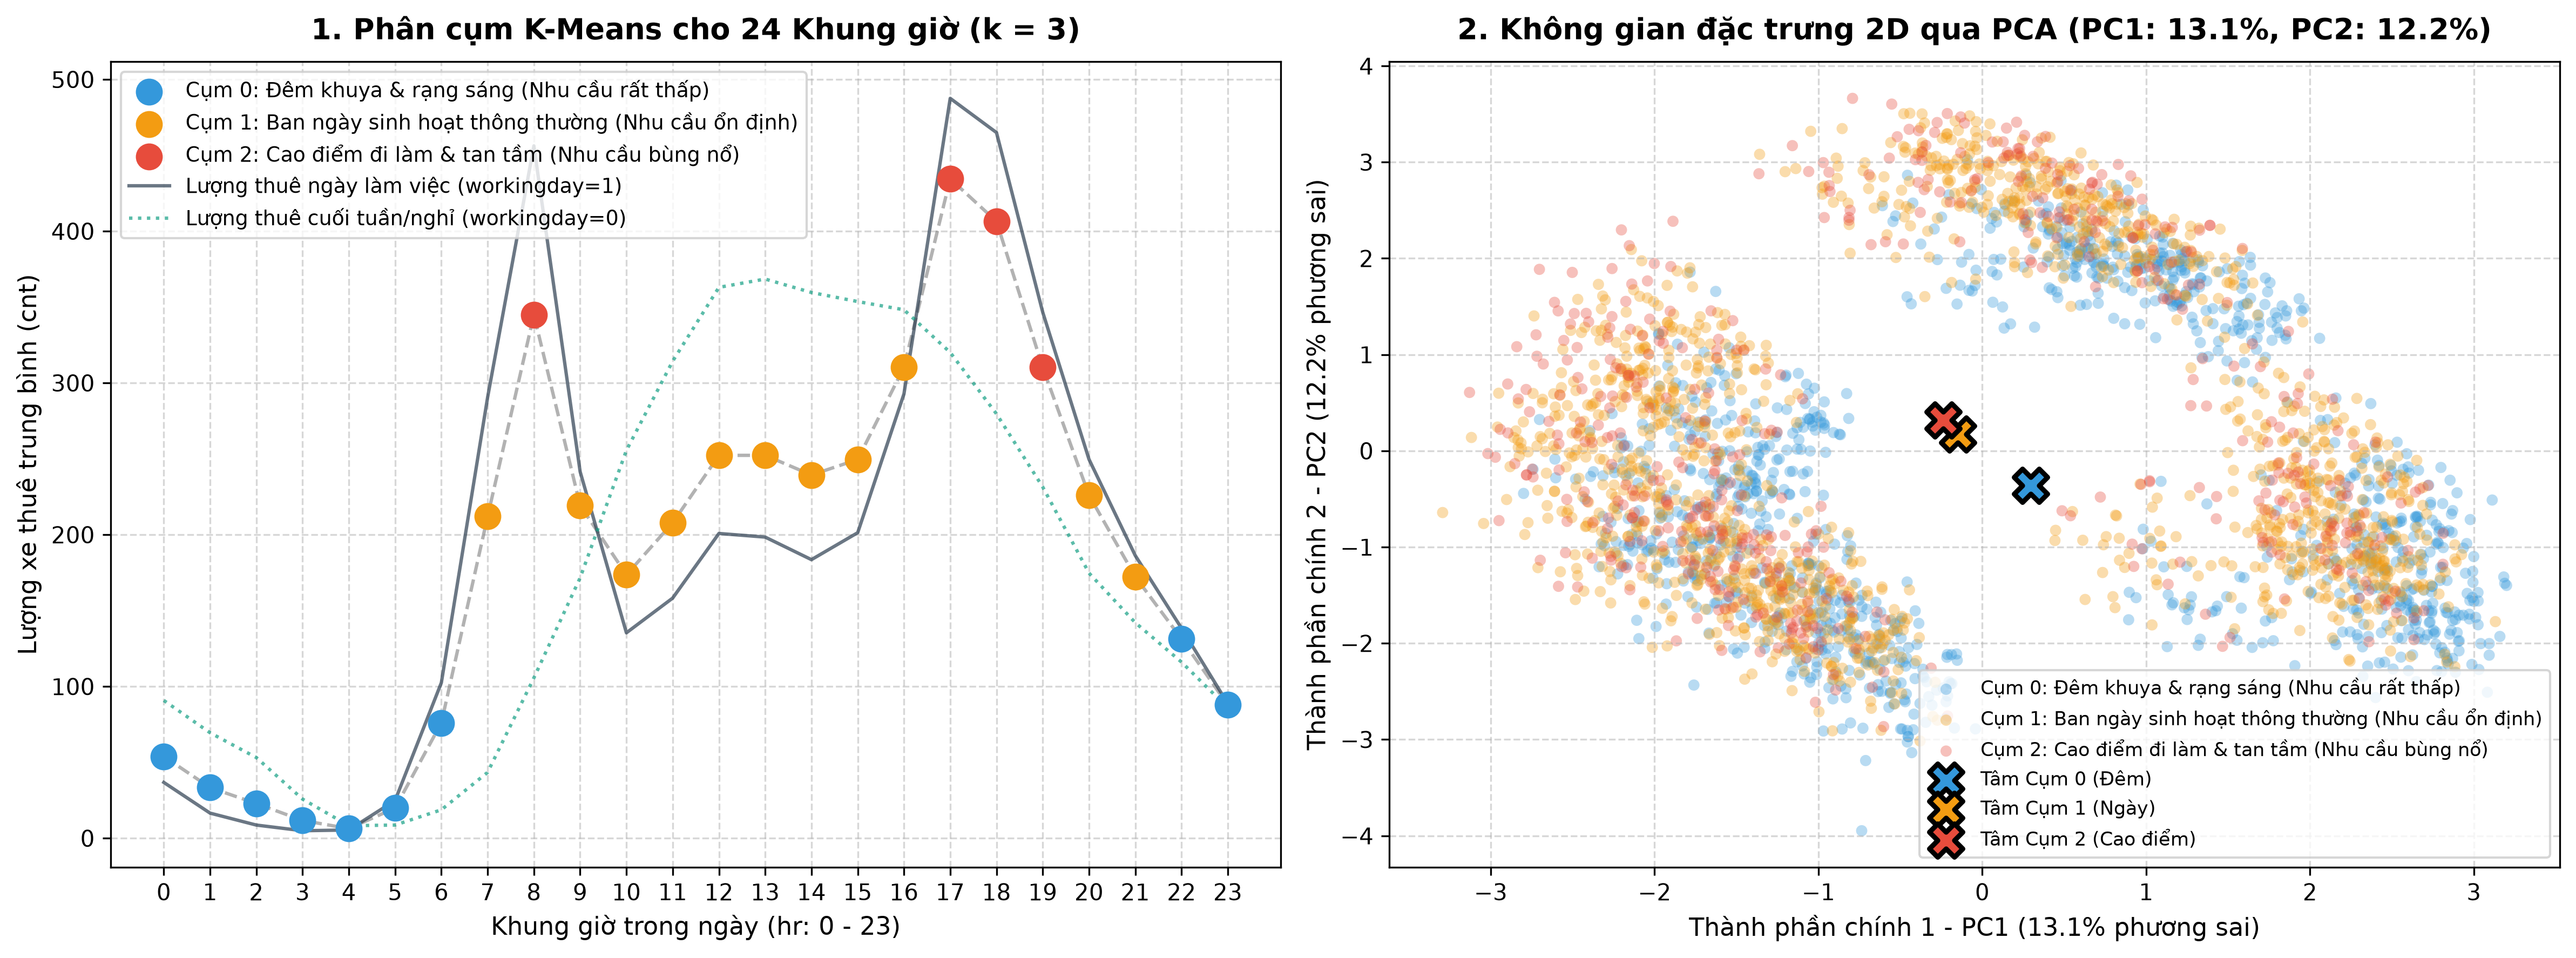 1. Phân cụm K-Means cho 24 Khung giờ (k = 3)
Cụm 0: Đêm khuya & rạng sáng (Nhu cầu rất thấp)
Cụm 1: Ban ngày sinh hoạt thông thường (Nhu cầu ổn định)
Cụm 2: Cao điểm đi làm & tan tầm (Nhu cầu bùng nổ)
Lượng thuê ngày làm việc (workingday=1)
Lượng thuê cuối tuần/nghỉ (workingday=0)
Lượng xe thuê trung bình (cnt)
500
400
300
200
100
0
0 1 2 3 4 5 6 7 8 9 10 11 12 13 14 15 16 17 18 19 20 21 22 23
Khung giờ trong ngày (hr: 0 - 23)
2. Không gian đặc trưng 2D qua PCA (PC1: 13.1%, PC2: 12.2%)
Thành phần chính 2 - PC2 (12.2% phương sai)
4
3
2
1
0
−1
−2
−3
−4
Cụm 0: Đêm khuya & rạng sáng (Nhu cầu rất thấp)
Cụm 1: Ban ngày sinh hoạt thông thường (Nhu cầu ổn định)
Cụm 2: Cao điểm đi làm & tan tầm (Nhu cầu bùng nổ)
Tâm Cụm 0 (Đêm)
Tâm Cụm 1 (Ngày)
Tâm Cụm 2 (Cao điểm)
−3 −2 −1 0 1 2 3
Thành phần chính 1 - PC1 (13.1% phương sai)